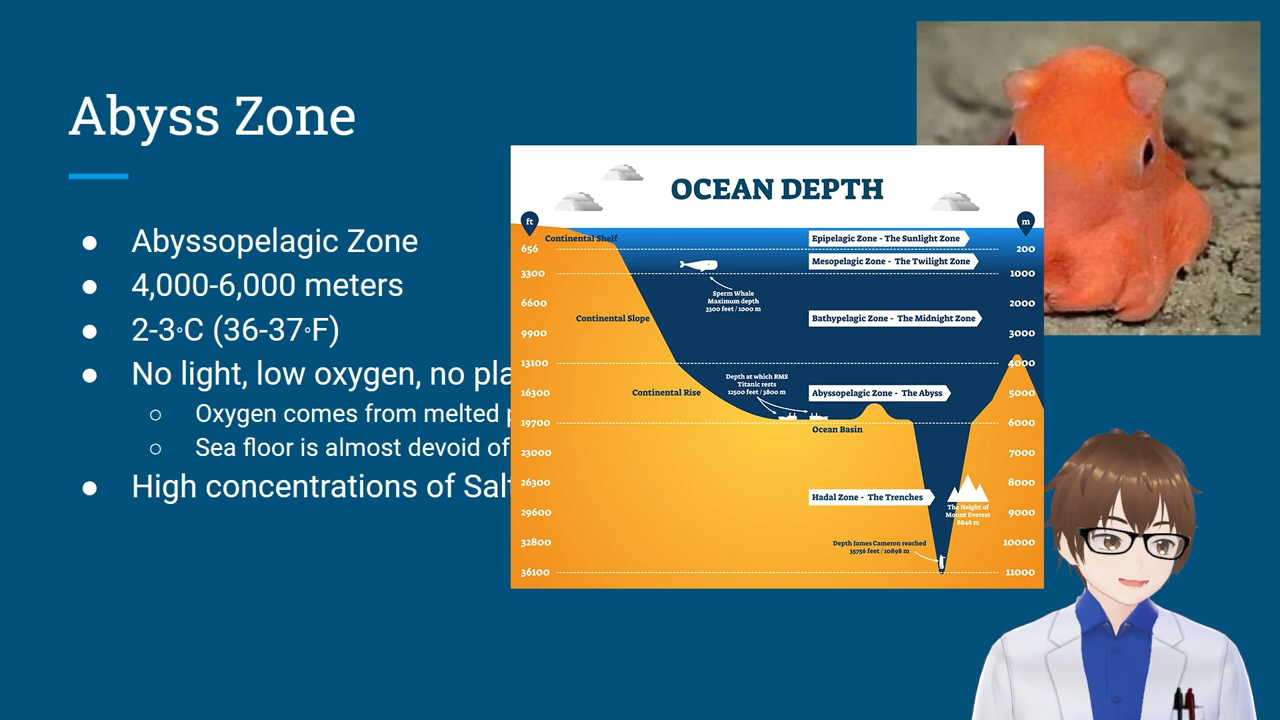 Abyss Zone
Abyssopelagic Zone
4,000-6,000 meters
2-3◦C (36-37◦F)
No light, low oxygen, no
Oxygen comes from melted
Sea floor is almost devoid of
High concentrations of
OCEAN DEPTH
ft
m
Continental Shelf
Epipelagic Zone - The Sunlight Zone
656
200
Mesopelagic Zone - The Twilight Zone
3300
1000
Sperm Whale
Maximum depth
3300 feet / 1000 m
6600
2000
Continental Slope
Bathypelagic Zone - The Midnight Zone
9900
3000
13100
4000
Depth at which RMS
Titanic rests
12500 feet / 3800 m
16300
Continental Rise
Abyssopelagic Zone - The Abyss
5000
19700
6000
Ocean Basin
23000
7000
26300
8000
Hadal Zone - The Trenches
The Height of
Mount Everest
8848 m
29600
9000
32800
10000
Depth James Cameron reached
35756 feet / 10898 m
36100
11000